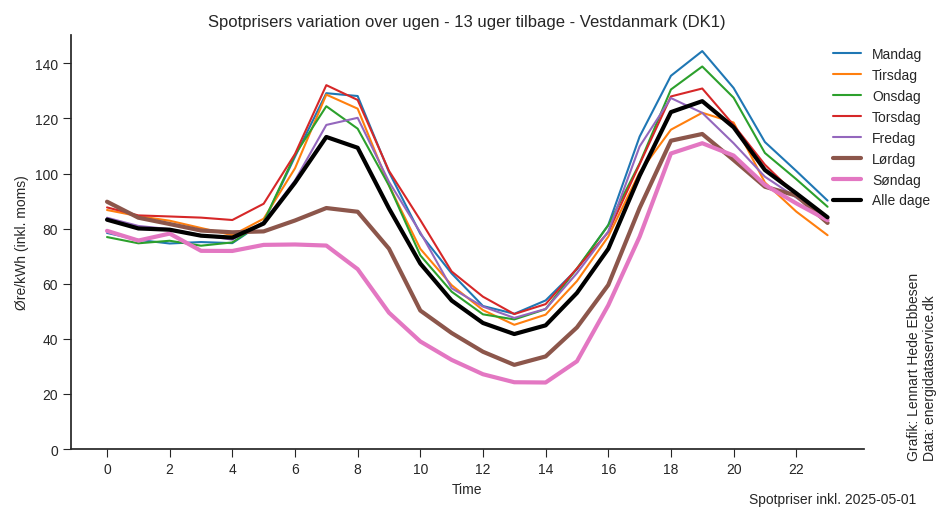 Spotprisers variation over ugen - 13 uger tilbage - Vestdanmark (DK1)
Øre/kWh (inkl. moms)
140
120
100
80
60
40
20
0
0 2 4 6 8 10 12 14 16 18 20 22
Time
Mandag
Tirsdag
Onsdag
Torsdag
Fredag
Lørdag
Søndag
Alle dage
Grafik: Lennart Hede Ebbesen
Data: energidataservice.dk
Spotpriser inkl. 2025-05-01